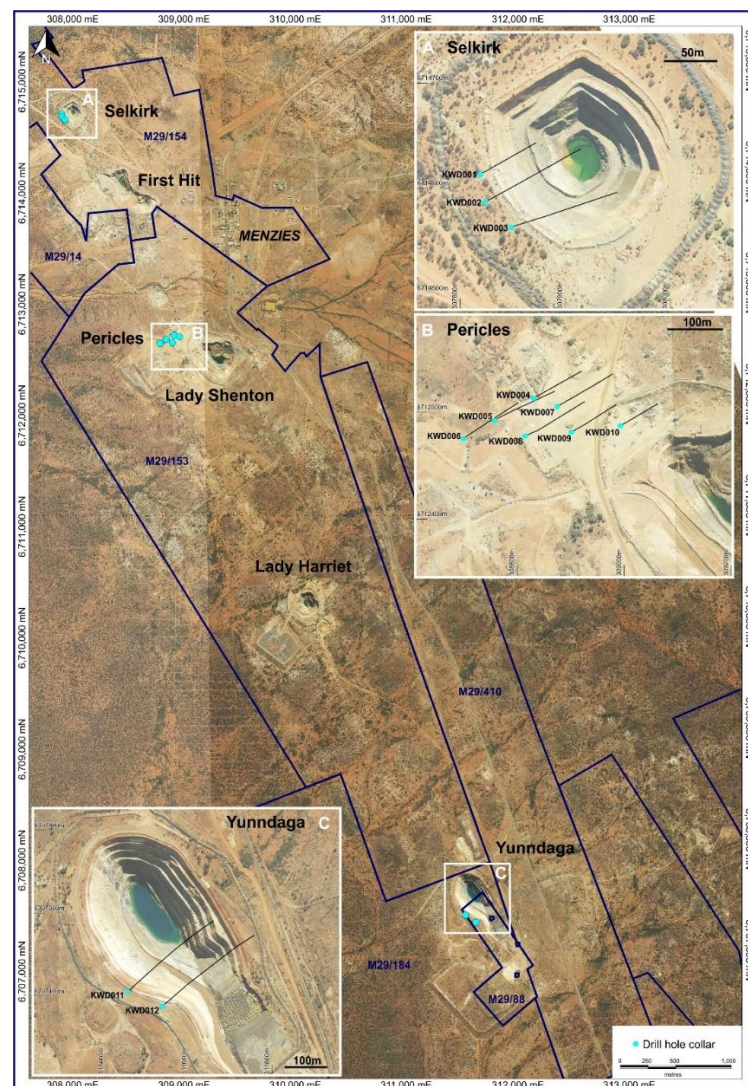 308,000 mE
309,000 mE
310,000 mE
311,000 mE
312,000 mE
313,000 mE
N
6,715,000 mN
6,714,000 mN
6,713,000 mN
6,712,000 mN
6,711,000 mN
6,710,000 mN
6,709,000 mN
6,708,000 mN
6,707,000 mN
A
Selkirk
M29/154
First Hit
MENZIES
M29/14
Pericles
B
Lady Shenton
M29/153
Lady Harriet
M29/410
Yunndaga
C
M29/184
M29/88
A
Selkirk
50m
KWD001
KWD002
KWD003
B
Pericles
100m
KWD004
KWD005
KWD007
KWD006
KWD008
KWD009
KWD010
Yunndaga
C
KWD011
KWD012
100m
Drill hole collar
0
250
500
1,000
metres
308,000 mE
309,000 mE
310,000 mE
311,000 mE
312,000 mE
313,000 mE